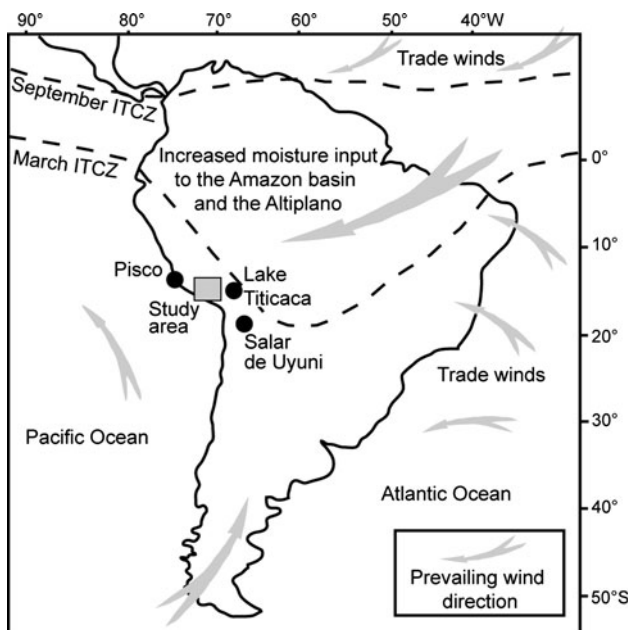 90° 80° 70° 60° 50° 40°W
Trade winds
September ITCZ
March ITCZ
Increased moisture input
to the Amazon basin
and the Altiplano
0°
10°
Pisco
Lake
Titicaca
Study
area
Salar
de Uyuni
20°
Trade winds
30°
Pacific Ocean
Atlantic Ocean
40°
Prevailing wind
direction
50°S